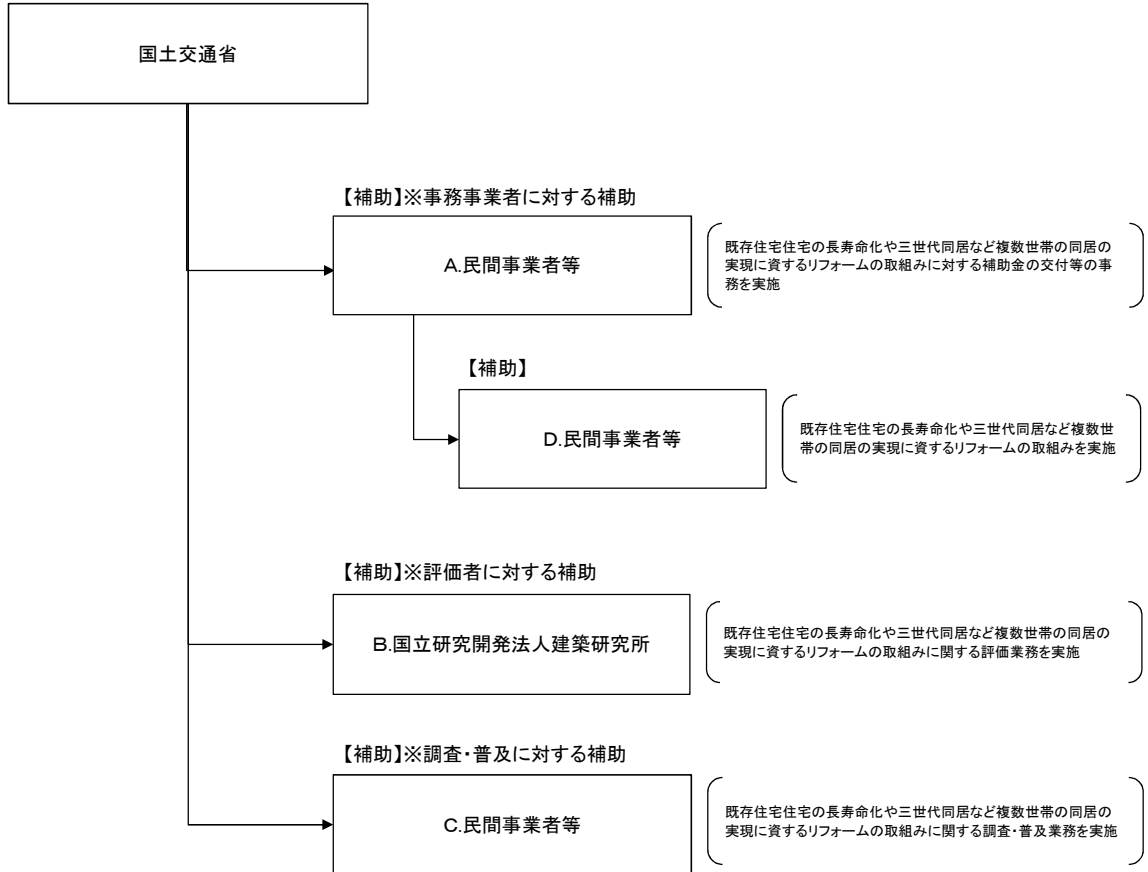 国土交通省
【補助】※事務事業者に対する補助
A.民間事業者等
既存住宅住宅の長寿命化や三世代同居など複数世帯の同居の
実現に資するリフォームの取組みに対する補助金の交付等の事
務を実施
【補助】
D.民間事業者等
既存住宅住宅の長寿命化や三世代同居など複数世
帯の同居の実現に資するリフォームの取組みを実施
【補助】※評価者に対する補助
B.国立研究開発法人建築研究所
既存住宅住宅の長寿命化や三世代同居など複数世帯の同居の
実現に資するリフォームの取組みに関する評価業務を実施
【補助】※調査・普及に対する補助
C.民間事業者等
既存住宅住宅の長寿命化や三世代同居など複数世帯の同居の
実現に資するリフォームの取組みに関する調査・普及業務を実施